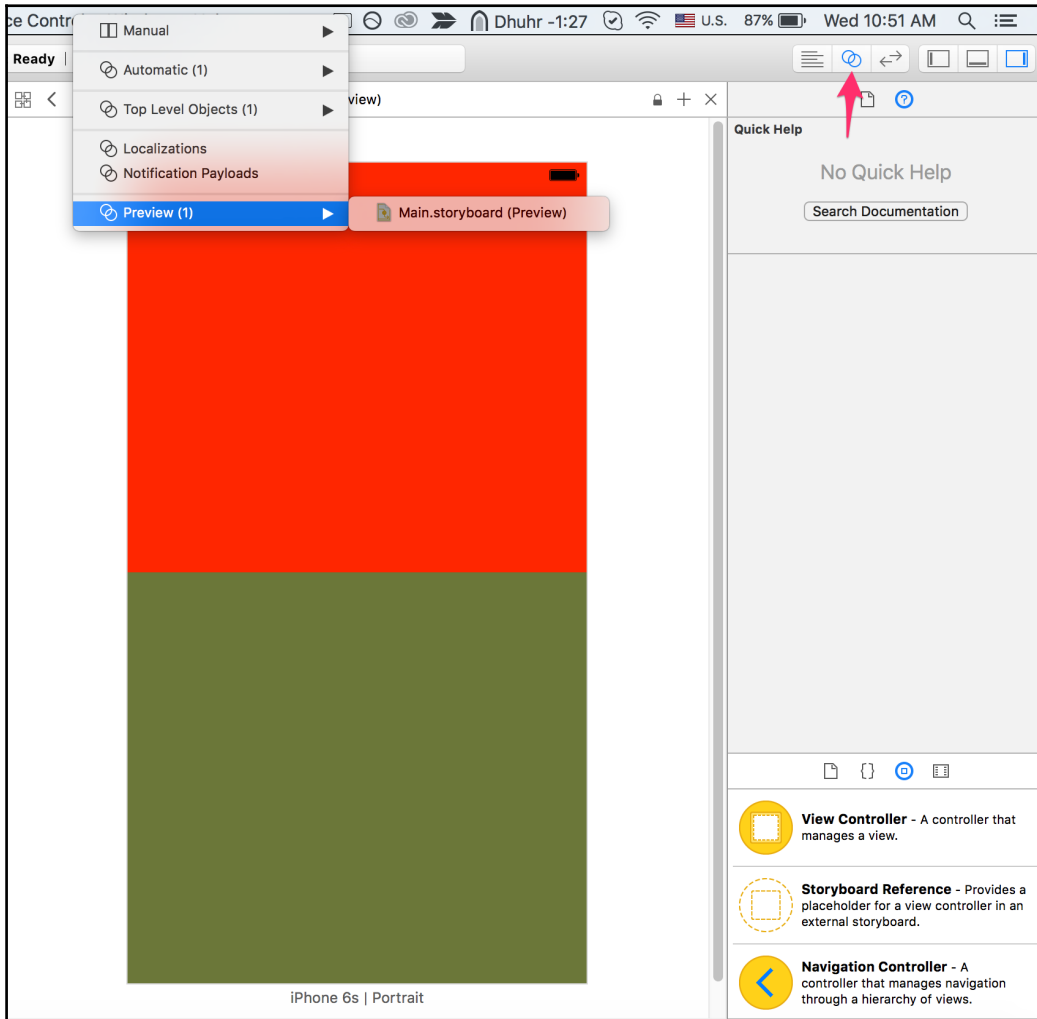 ce Contr
Dhuhr -1:27
U.S.
87%
Wed 10:51 AM
Manual
Ready
Automatic (1)
view)
Top Level Objects (1)
Localizations
Notification Payloads
Preview (1)
Main.storyboard (Preview)
Quick Help
No Quick Help
Search Documentation
iPhone 6s | Portrait
View Controller - A controller that
manages a view.
Storyboard Reference - Provides a
placeholder for a view controller in an
external storyboard.
Navigation Controller - A
controller that manages navigation
through a hierarchy of views.